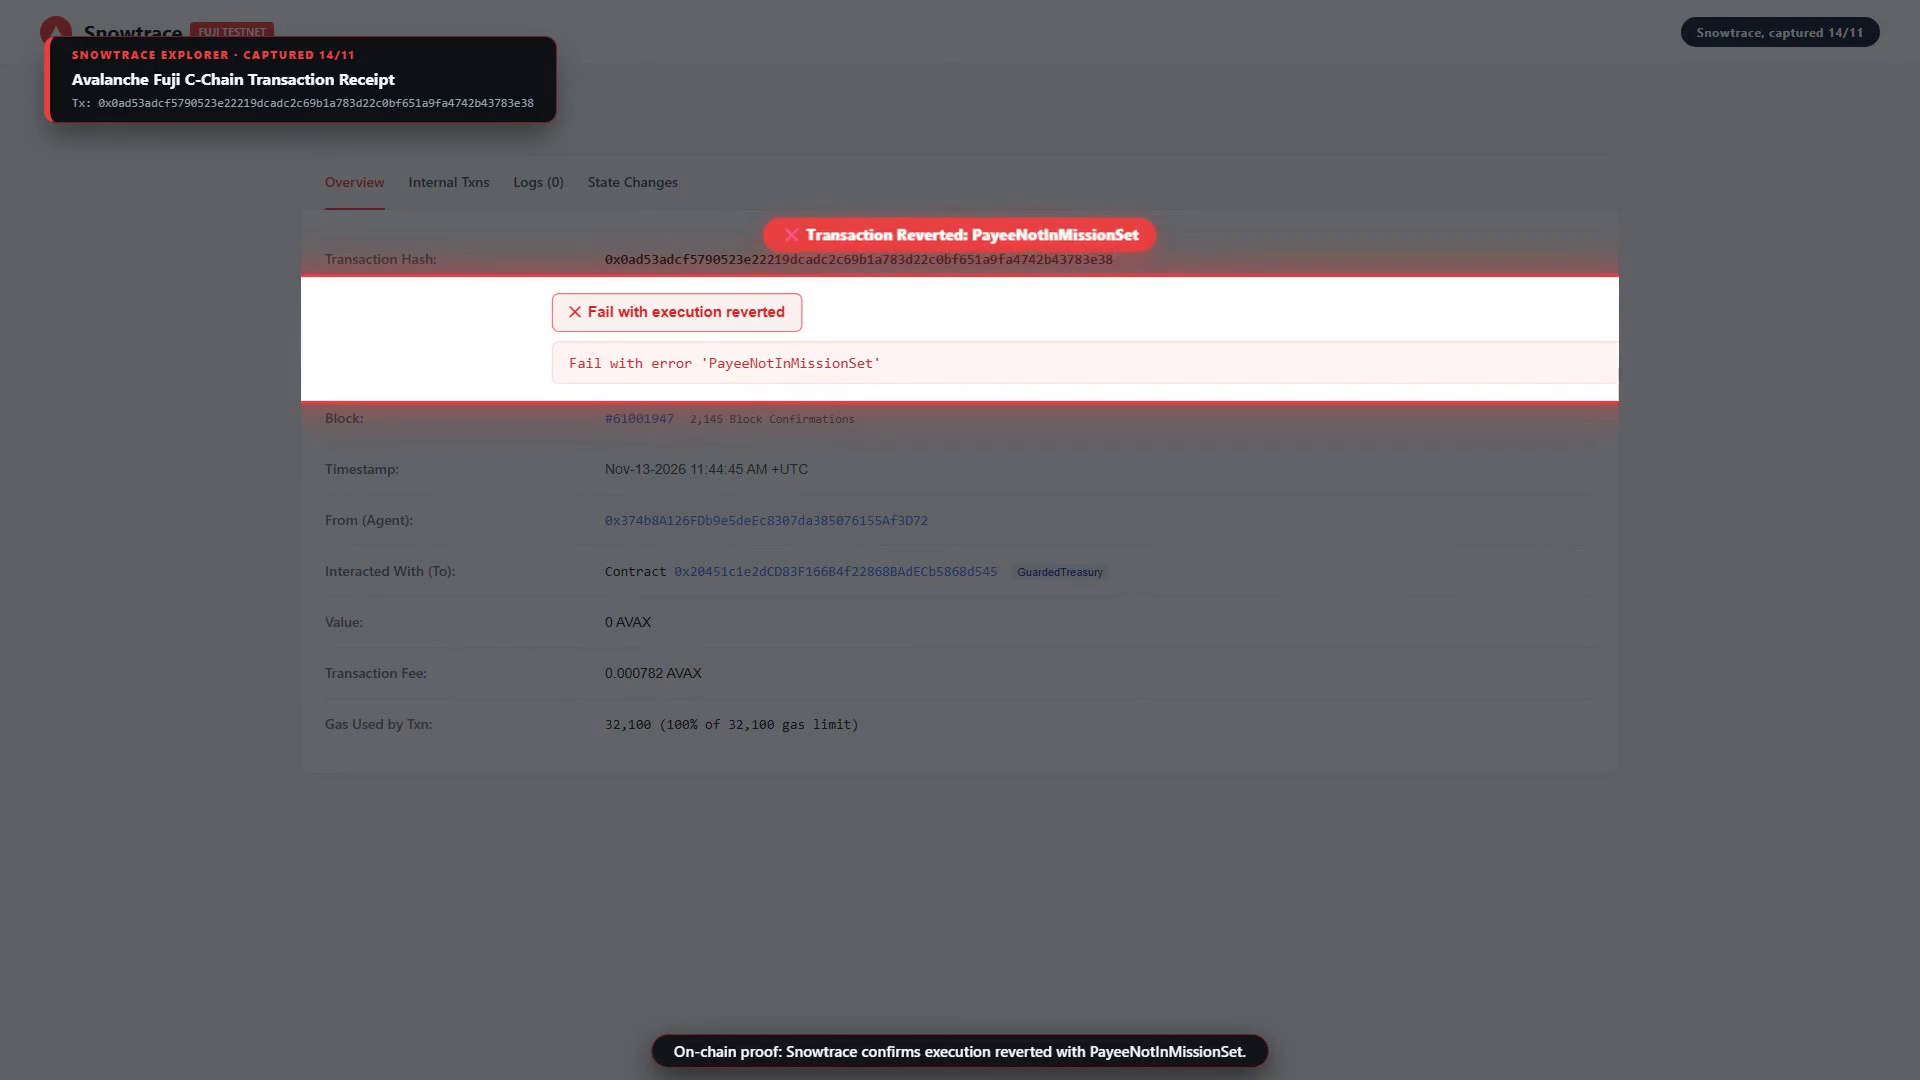 Snowtrace FUJI TESTNET
Snowtrace, captured 14/11
SNOWTRACE EXPLORER · CAPTURED 14/11
Avalanche Fuji C-Chain Transaction Receipt
Tx: 0x0ad53adcf5790523e22219dcadc2c69b1a783d22c0bf651a9fa4742b43783e38
Overview Internal Txns Logs (0) State Changes
Transaction Reverted: PayeeNotInMissionSet
Transaction Hash: 0x0ad53adcf5790523e22219dcadc2c69b1a783d22c0bf651a9fa4742b43783e38
Fail with execution reverted
Fail with error 'PayeeNotInMissionSet'
Block: #61001947 2,145 Block Confirmations
Timestamp: Nov-13-2026 11:44:45 AM +UTC
From (Agent): 0x374b8A126FDb9e5deEc8307da385076155Af3D72
Interacted With (To): Contract 0x20451c1e2dCD83F166B4f22868BAdECb5868d545 GuardedTreasury
Value: 0 AVAX
Transaction Fee: 0.000782 AVAX
Gas Used by Txn: 32,100 (100% of 32,100 gas limit)
On-chain proof: Snowtrace confirms execution reverted with PayeeNotInMissionSet.